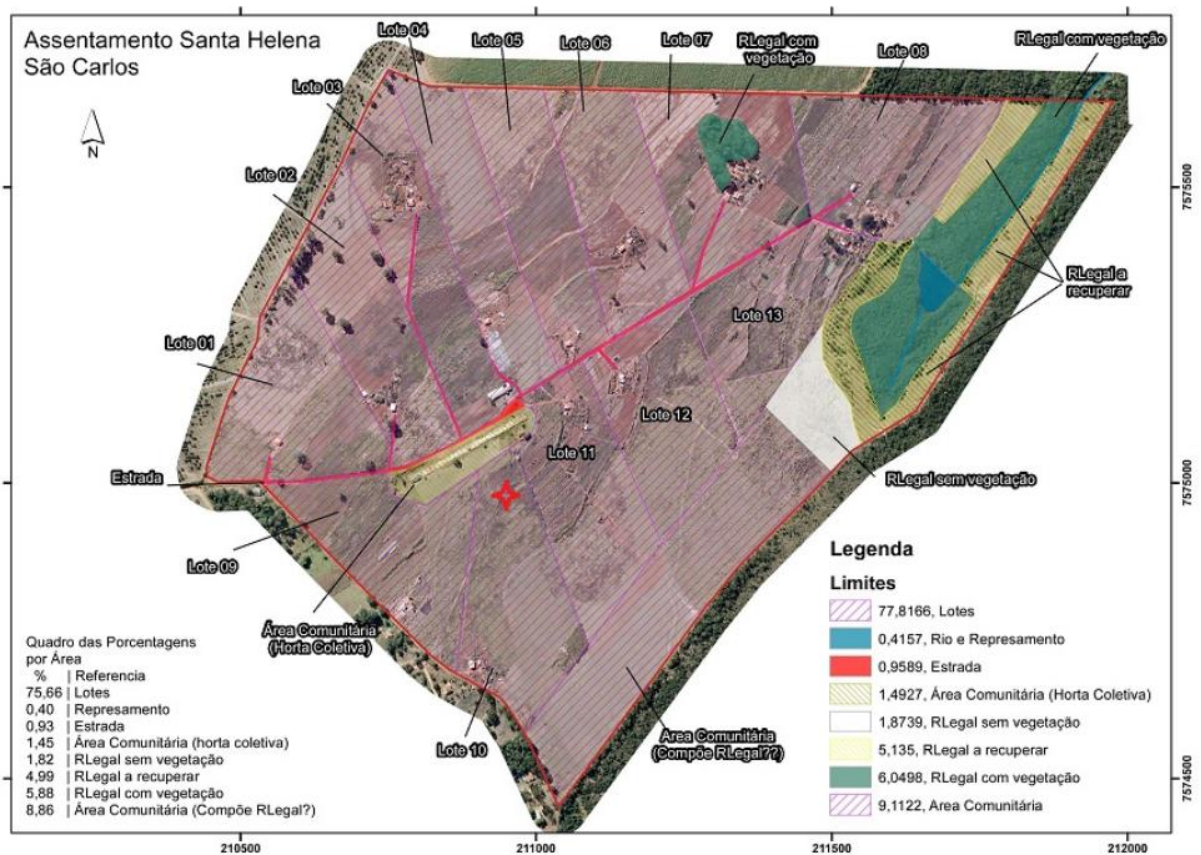 Assentamento Santa Helena
São Carlos
N
Lote 04
Lote 05
Lote 06
Lote 07
RLegal com
vegetação
Lote 08
RLegal com vegetação
Lote 03
Lote 02
Lote 01
RLegal a
recuperar
Lote 13
Lote 12
Lote 11
Estrada
RLegal sem vegetação
Lote 09
Área Comunitária
(Horta Coletiva)
Lote 10
Área Comunitária
(Compõe RLegal??)
Quadro das Porcentagens
por Área
% | Referencia
75,66 | Lotes
0,40 | Represamento
0,93 | Estrada
1,45 | Área Comunitária (horta coletiva)
1,82 | RLegal sem vegetação
4,99 | RLegal a recuperar
5,88 | RLegal com vegetação
8,86 | Área Comunitária (Compõe RLegal?)
Legenda
Limites
77,8166, Lotes
0,4157, Rio e Represamento
0,9589, Estrada
1,4927, Área Comunitária (Horta Coletiva)
1,8739, RLegal sem vegetação
5,135, RLegal a recuperar
6,0498, RLegal com vegetação
9,1122, Area Comunitária
7575500
7575000
7574500
210500
211000
211500
212000